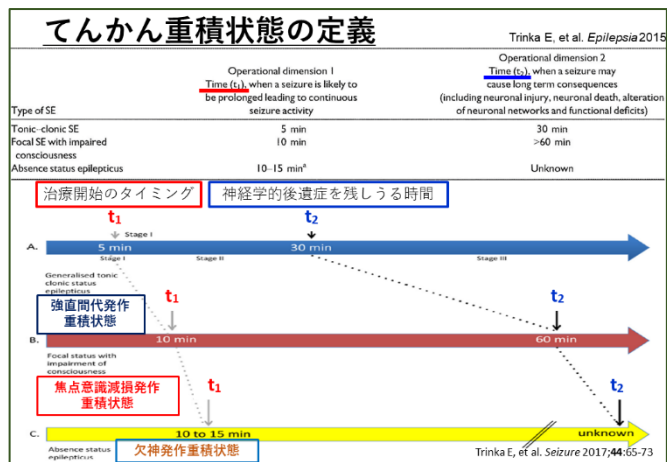 てんかん重積状態の定義
Trinka E, et al. Epilepsia 2015
Type of SE
Operational dimension 1
Time (t₁), when a seizure is likely to
be prolonged leading to continuous
seizure activity
Operational dimension 2
Time (t₂), when a seizure may
cause long term consequences
(including neuronal injury, neuronal death, alteration
of neuronal networks and functional deficits)
Tonic–clonic SE 5 min 30 min
Focal SE with impaired 10 min >60 min
consciousness
Absence status epilepticus 10–15 minᵃ Unknown
治療開始のタイミング
神経学的後遺症を残しうる時間
t₁ t₂
Stage I
A. 5 min 30 min
Stage I Stage II Stage III
Generalised tonic
clonic status
epilepticus
強直間代発作
重積状態
t₁ t₂
B. 10 min 60 min
Focal status with
impairment of
consciousness
焦点意識減損発作
重積状態
t₁ t₂
C. 10 to 15 min unknown
Absence status
epilepticus
欠神発作重積状態
Trinka E, et al. Seizure 2017;44:65-73